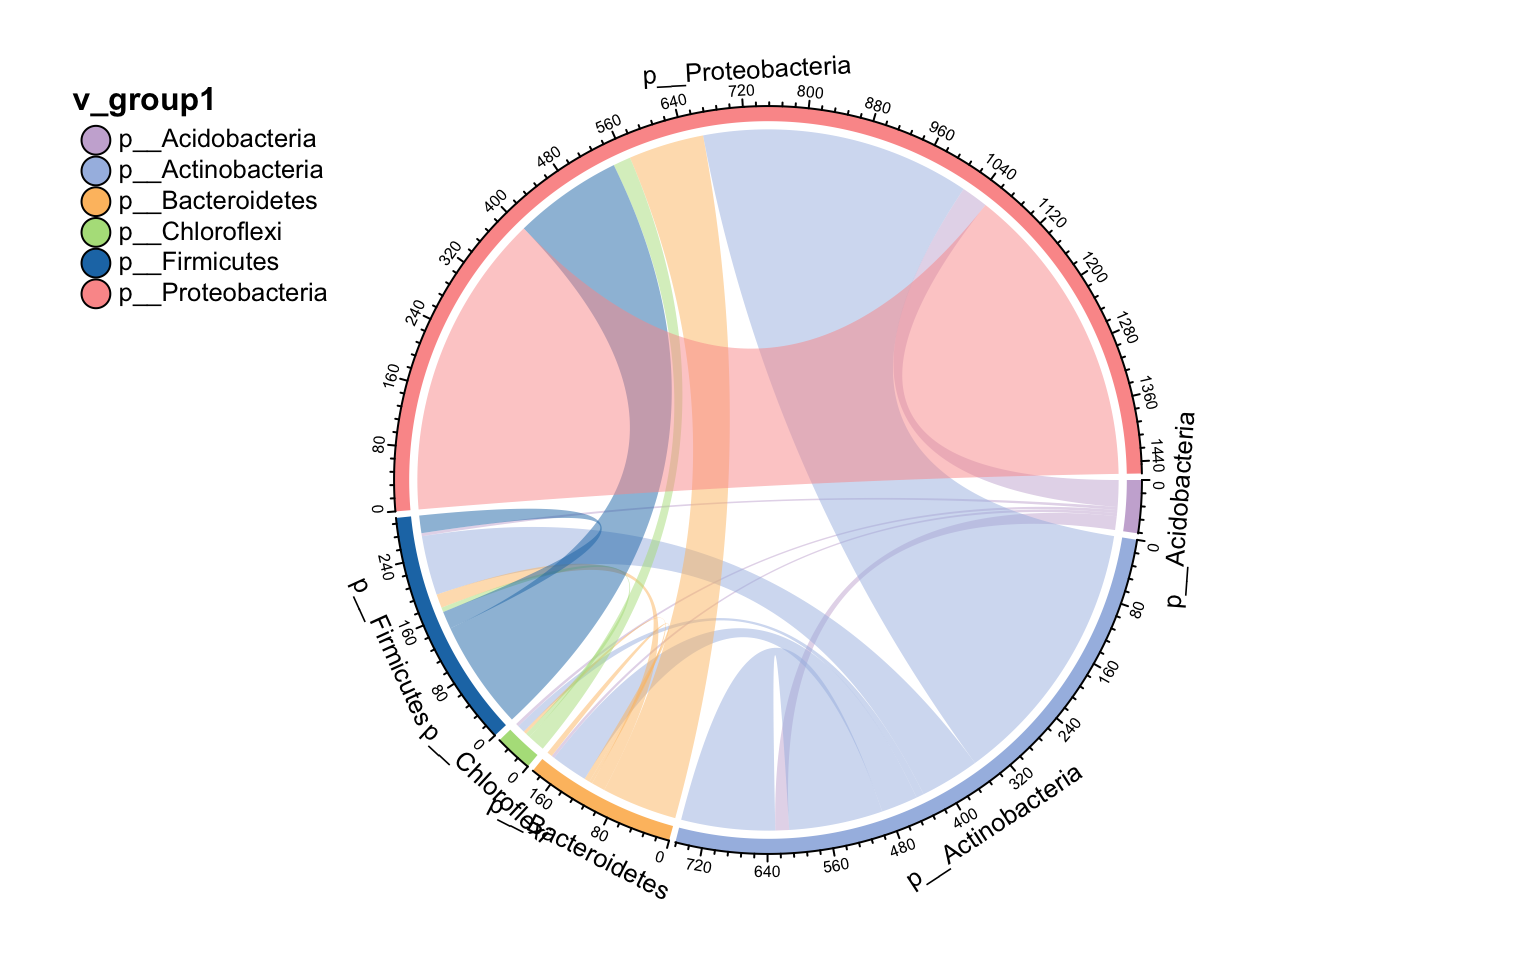 v_group1
p__Acidobacteria
p__Actinobacteria
p__Bacteroidetes
p__Chloroflexi
p__Firmicutes
p__Proteobacteria
p__Proteobacteria
0
80
160
240
320
400
480
560
640
720
800
880
960
1040
1120
1200
1280
1360
1440
p__Acidobacteria
0
p__Actinobacteria
0
80
160
240
320
400
480
560
640
720
p__Bacteroidetes
0
80
160
p__Chloroflexi
0
p__Firmicutes
0
80
160
240